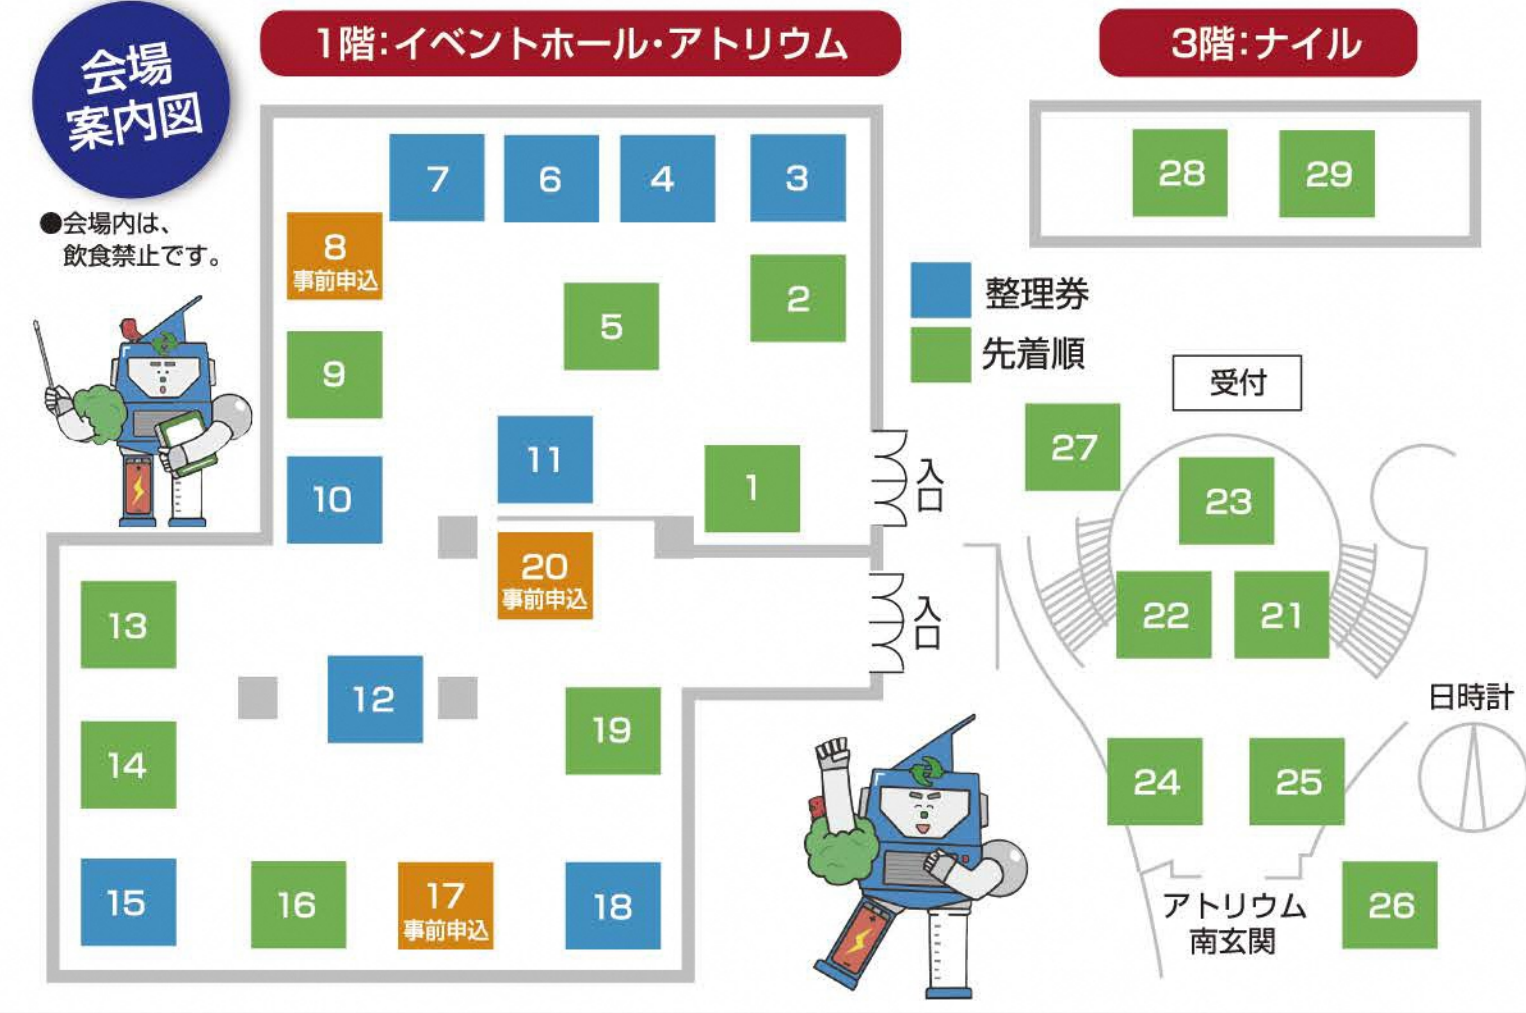 会場
案内図
1階：イベントホール・アトリウム
3階：ナイル
●会場内は、
飲食禁止です。
7
6
4
3
28
29
8
事前申込
5
2
整理券
先着順
9
受付
10
11
1
入口
27
23
20
事前申込
入口
22
21
13
12
19
14
日時計
24
25
15
16
17
事前申込
18
アトリウム
南玄関
26